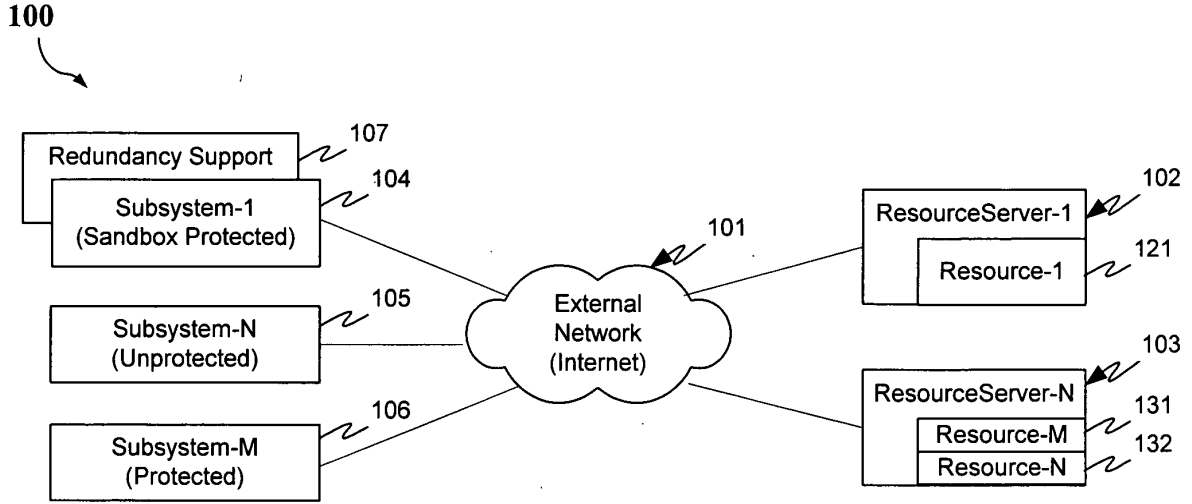 100
Redundancy Support
107
Subsystem-1
(Sandbox Protected)
104
Subsystem-N
(Unprotected)
105
Subsystem-M
(Protected)
106
External
Network
(Internet)
101
ResourceServer-1
102
Resource-1
121
ResourceServer-N
103
Resource-M
131
Resource-N
132